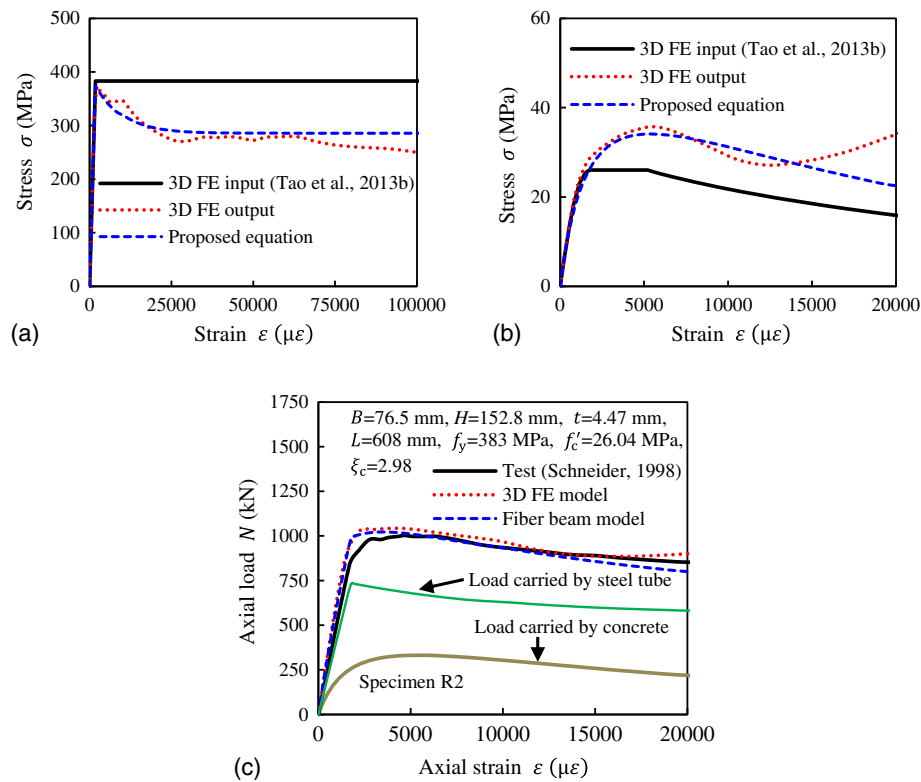 500
400
300
200
100
0
Stress σ (MPa)
3D FE input (Tao et al., 2013b)
3D FE output
Proposed equation
0 25000 50000 75000 100000
(a) Strain ε (με)
60
40
20
0
Stress σ (MPa)
3D FE input (Tao et al., 2013b)
3D FE output
Proposed equation
0 5000 10000 15000 20000
(b) Strain ε (με)
1750
1500
1250
1000
750
500
250
0
Axial load N (kN)
B=76.5 mm, H=152.8 mm, t=4.47 mm,
L=608 mm, fy=383 MPa, f′c=26.04 MPa,
ξc=2.98
Test (Schneider, 1998)
3D FE model
Fiber beam model
Load carried by steel tube
Load carried by concrete
Specimen R2
0 5000 10000 15000 20000
(c) Axial strain ε (με)